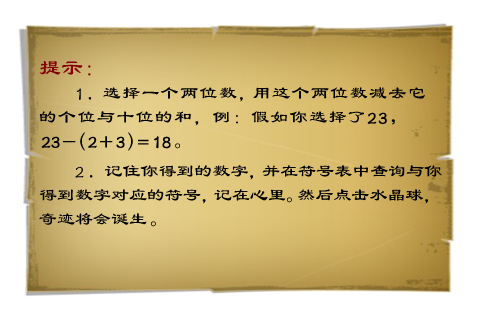 提示：
1．选择一个两位数，用这个两位数减去它
的个位与十位的和，例：假如你选择了23，
23－(2＋3)＝18。
2．记住你得到的数字，并在符号表中查询与你
得到数字对应的符号，记在心里。然后点击水晶球，
奇迹将会诞生。